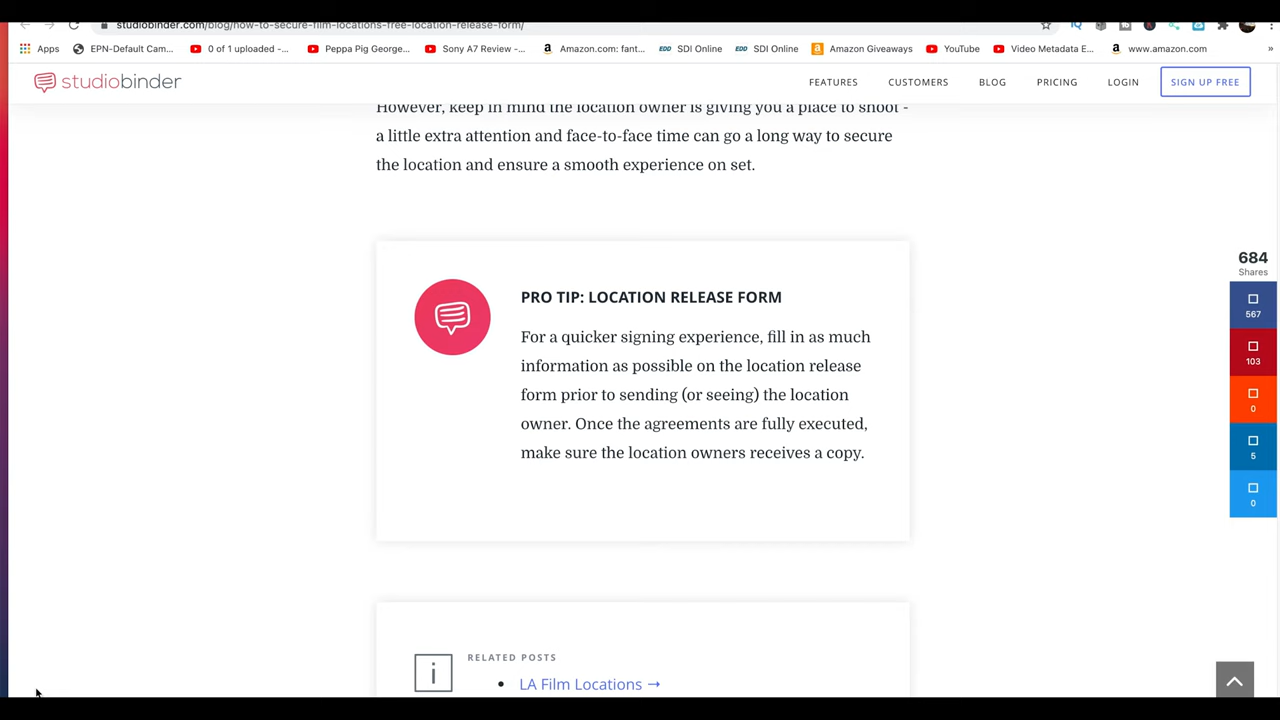 studiobinder.com/blog/how-to-secure-film-locations-free-location-release-form/
Apps EPN-Default Cam... 0 of 1 uploaded -... Peppa Pig George... Sony A7 Review -... Amazon.com: fant... SDI Online SDI Online Amazon Giveaways YouTube Video Metadata E... www.amazon.com »
studiobinder FEATURES CUSTOMERS BLOG PRICING LOGIN SIGN UP FREE
However, keep in mind the location owner is giving you a place to shoot -
a little extra attention and face-to-face time can go a long way to secure
the location and ensure a smooth experience on set.
684
Shares
567
103
0
5
0
PRO TIP: LOCATION RELEASE FORM
For a quicker signing experience, fill in as much
information as possible on the location release
form prior to sending (or seeing) the location
owner. Once the agreements are fully executed,
make sure the location owners receives a copy.
RELATED POSTS
• LA Film Locations →